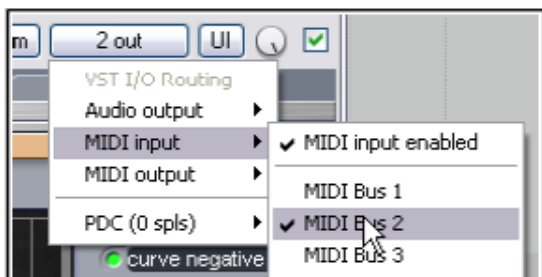 m
2 out
UI
VST I/O Routing
Audio output
MIDI input
MIDI output
PDC (0 spls)
curve negative
MIDI input enabled
MIDI Bus 1
MIDI Bus 2
MIDI Bus 3